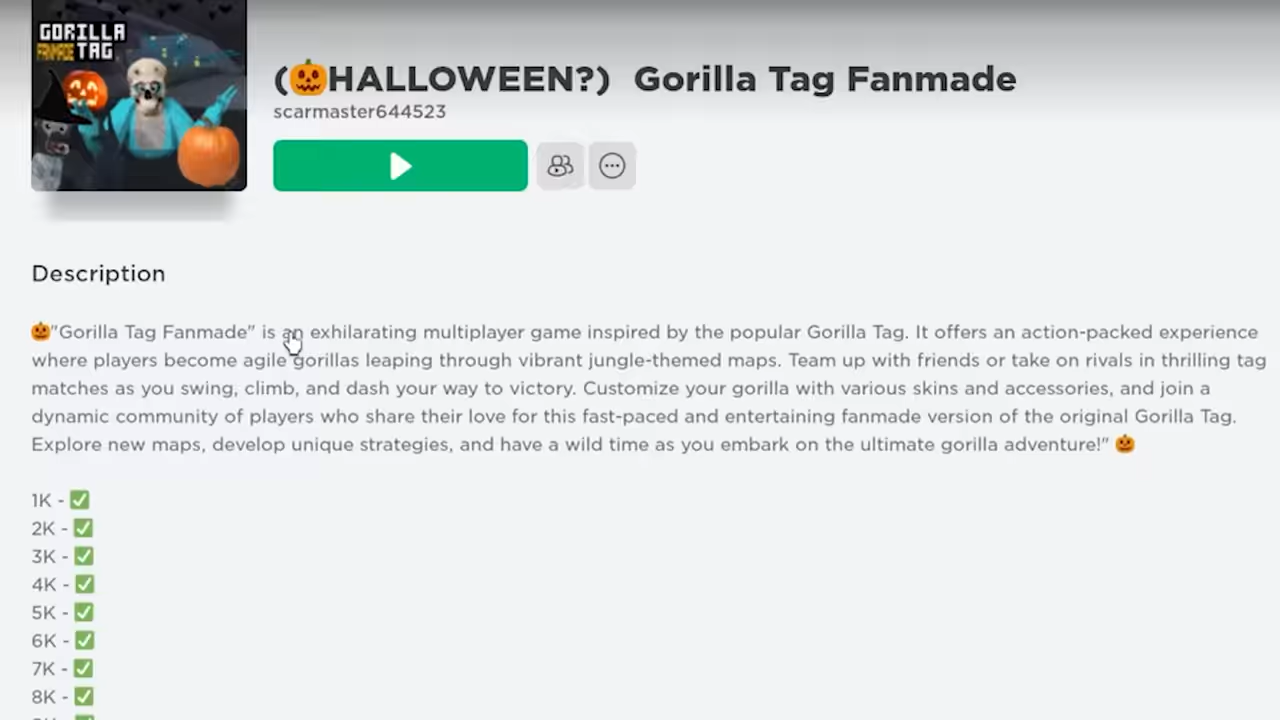 GORILLA
FANMADE TAG
(🎃HALLOWEEN?) Gorilla Tag Fanmade
scarmaster644523
Description
🎃"Gorilla Tag Fanmade" is an exhilarating multiplayer game inspired by the popular Gorilla Tag. It offers an action-packed experience
where players become agile gorillas leaping through vibrant jungle-themed maps. Team up with friends or take on rivals in thrilling tag
matches as you swing, climb, and dash your way to victory. Customize your gorilla with various skins and accessories, and join a
dynamic community of players who share their love for this fast-paced and entertaining fanmade version of the original Gorilla Tag.
Explore new maps, develop unique strategies, and have a wild time as you embark on the ultimate gorilla adventure!" 🎃
1K - ✅
2K - ✅
3K - ✅
4K - ✅
5K - ✅
6K - ✅
7K - ✅
8K - ✅